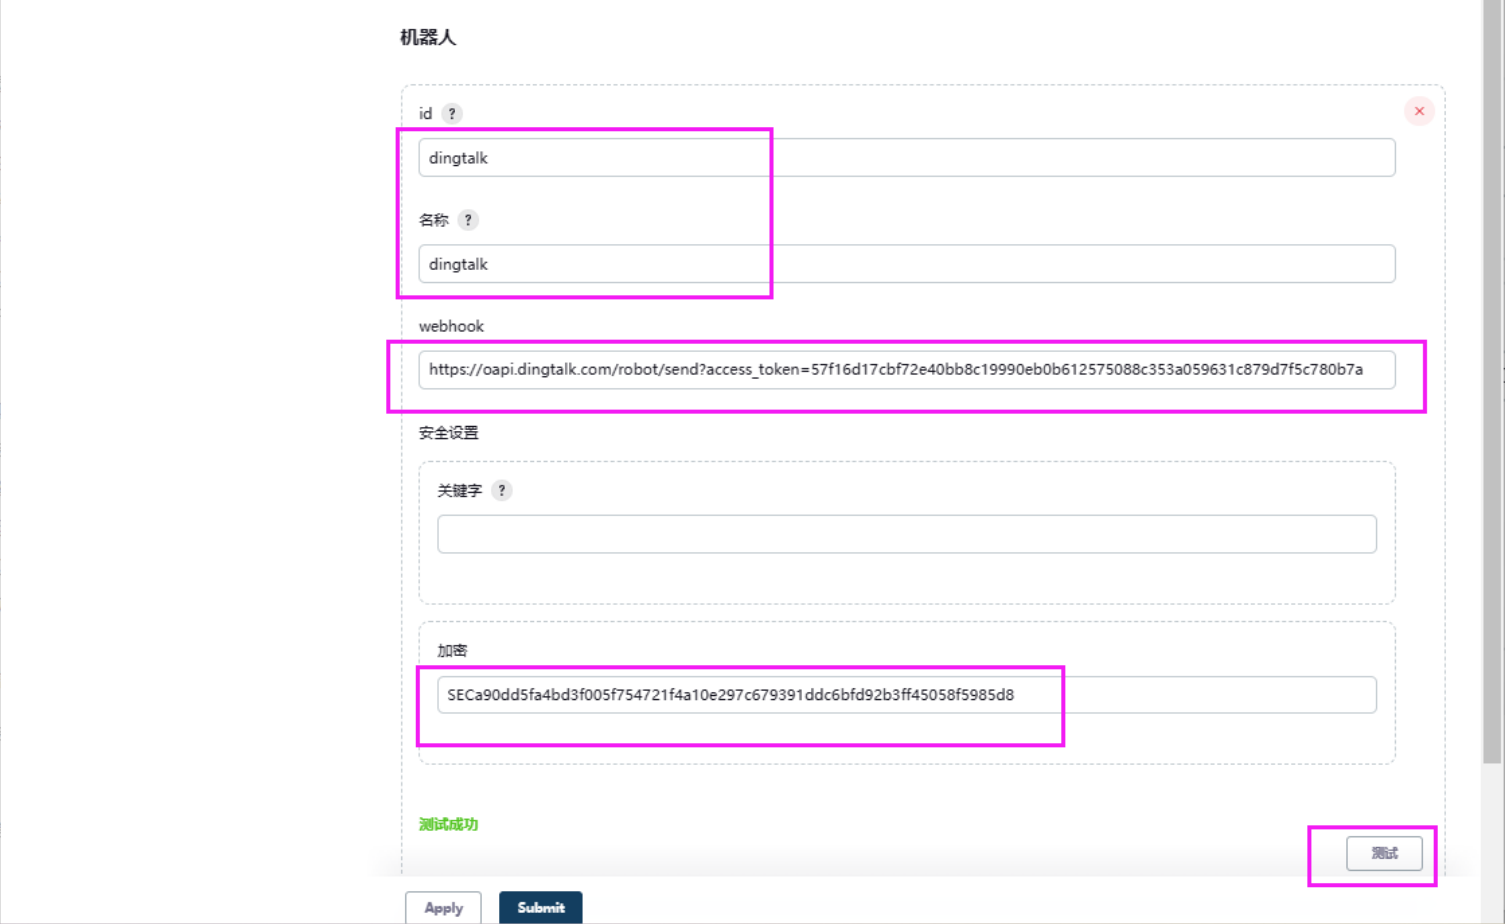 机器人
id ?
dingtalk
名称 ?
dingtalk
webhook
https://oapi.dingtalk.com/robot/send?access_token=57f16d17cbf72e40bb8c19990eb0b612575088c353a059631c879d7f5c780b7a
安全设置
关键字 ?
加密
SECa90dd5fa4bd3f005f754721f4a10e297c679391ddc6bfd92b3ff45058f5985d8
测试成功
测试
Apply
Submit